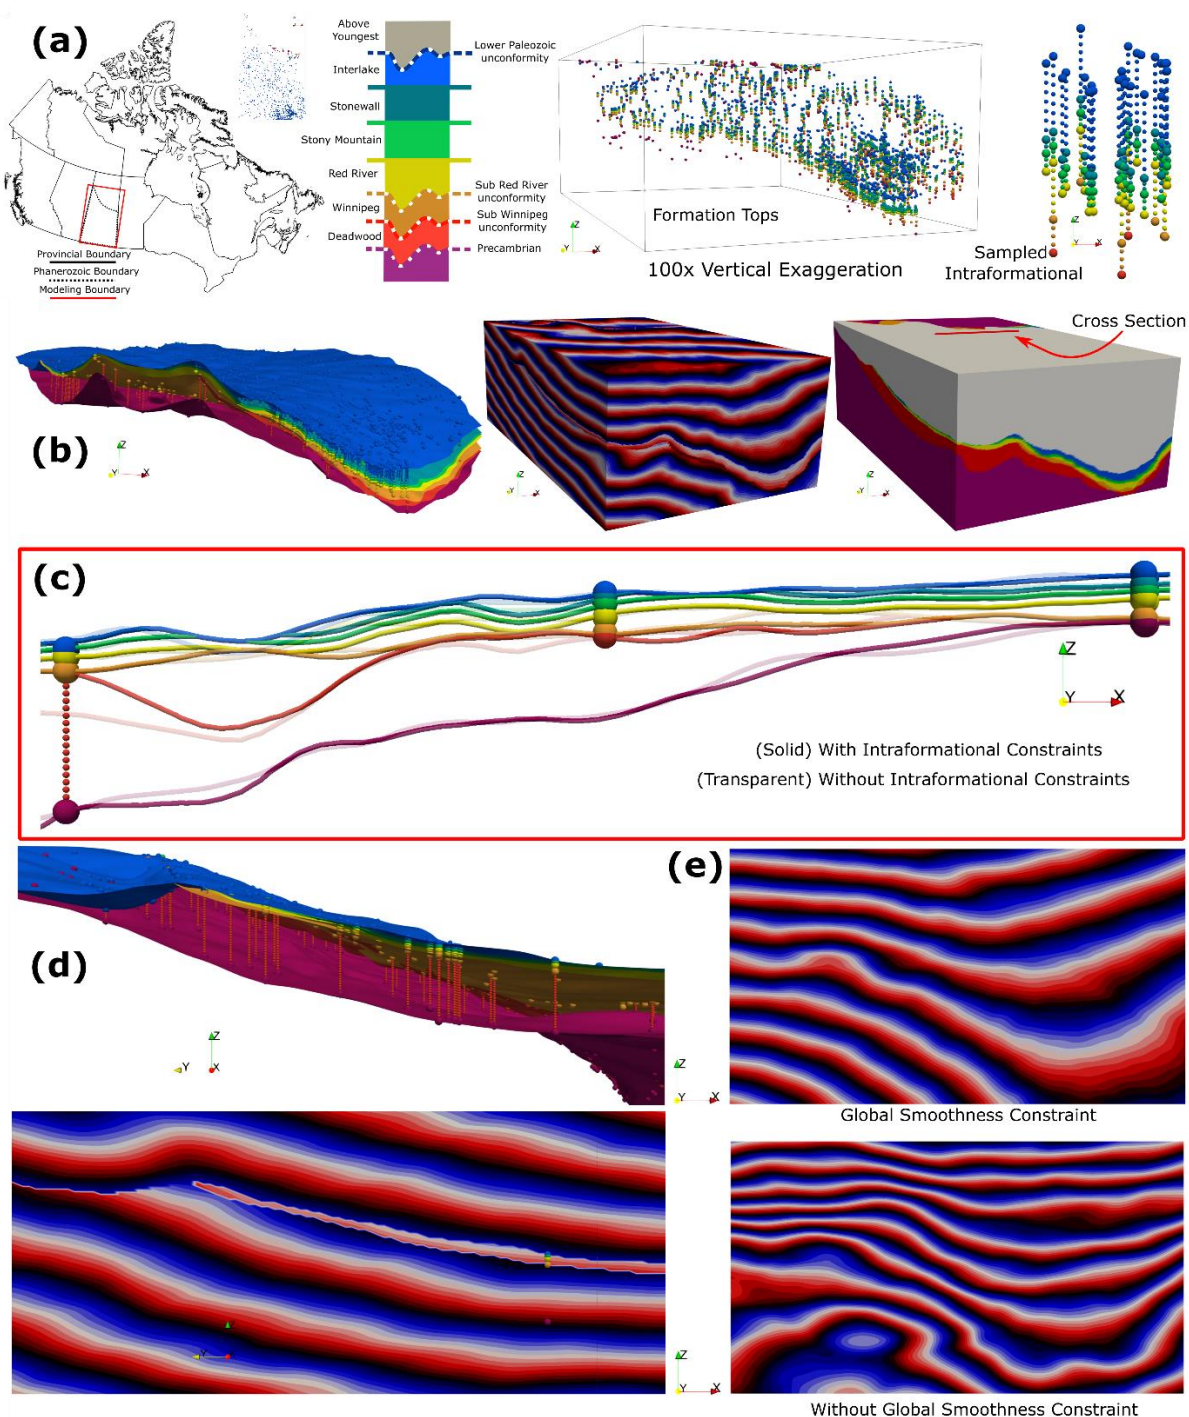 (a)
Above
Youngest
Interlake
Stonewall
Stony Mountain
Red River
Winnipeg
Deadwood
Lower Paleozoic
unconformity
Sub Red River
unconformity
Sub Winnipeg
unconformity
Precambrian
Provincial Boundary
Phanerozoic Boundary
Modeling Boundary
Formation Tops
100x Vertical Exaggeration
Z
Y X
Sampled
Intraformational
Z
Y X
(b)
Z
Y X
Z
Y X
Cross Section
Z
Y X
(c)
Z
Y X
(Solid) With Intraformational Constraints
(Transparent) Without Intraformational Constraints
(d)
Z
Y X
(e)
Z
Y X
Global Smoothness Constraint
Z
Y X
Without Global Smoothness Constraint